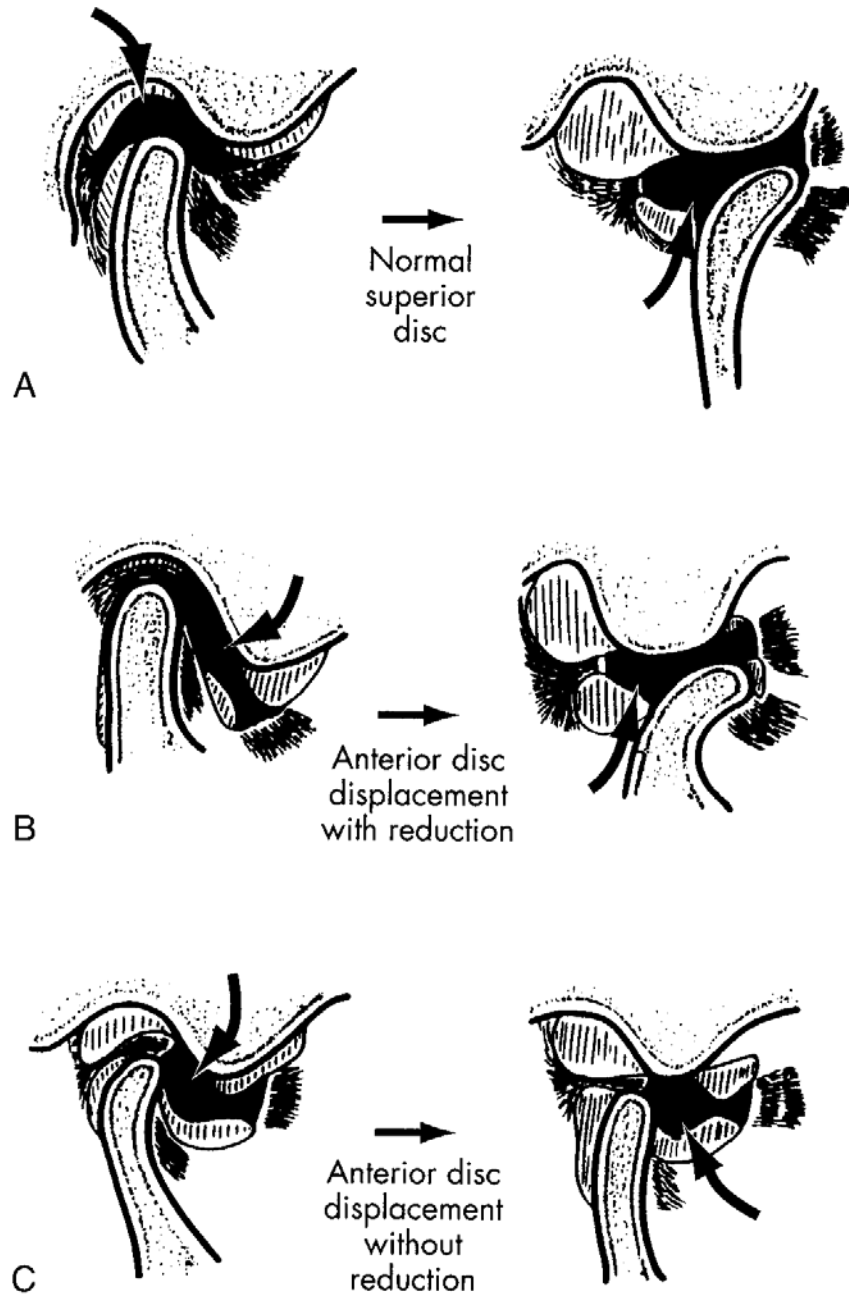 Normal
superior
disc
A
Anterior disc
displacement
with reduction
B
Anterior disc
displacement
without
reduction
C